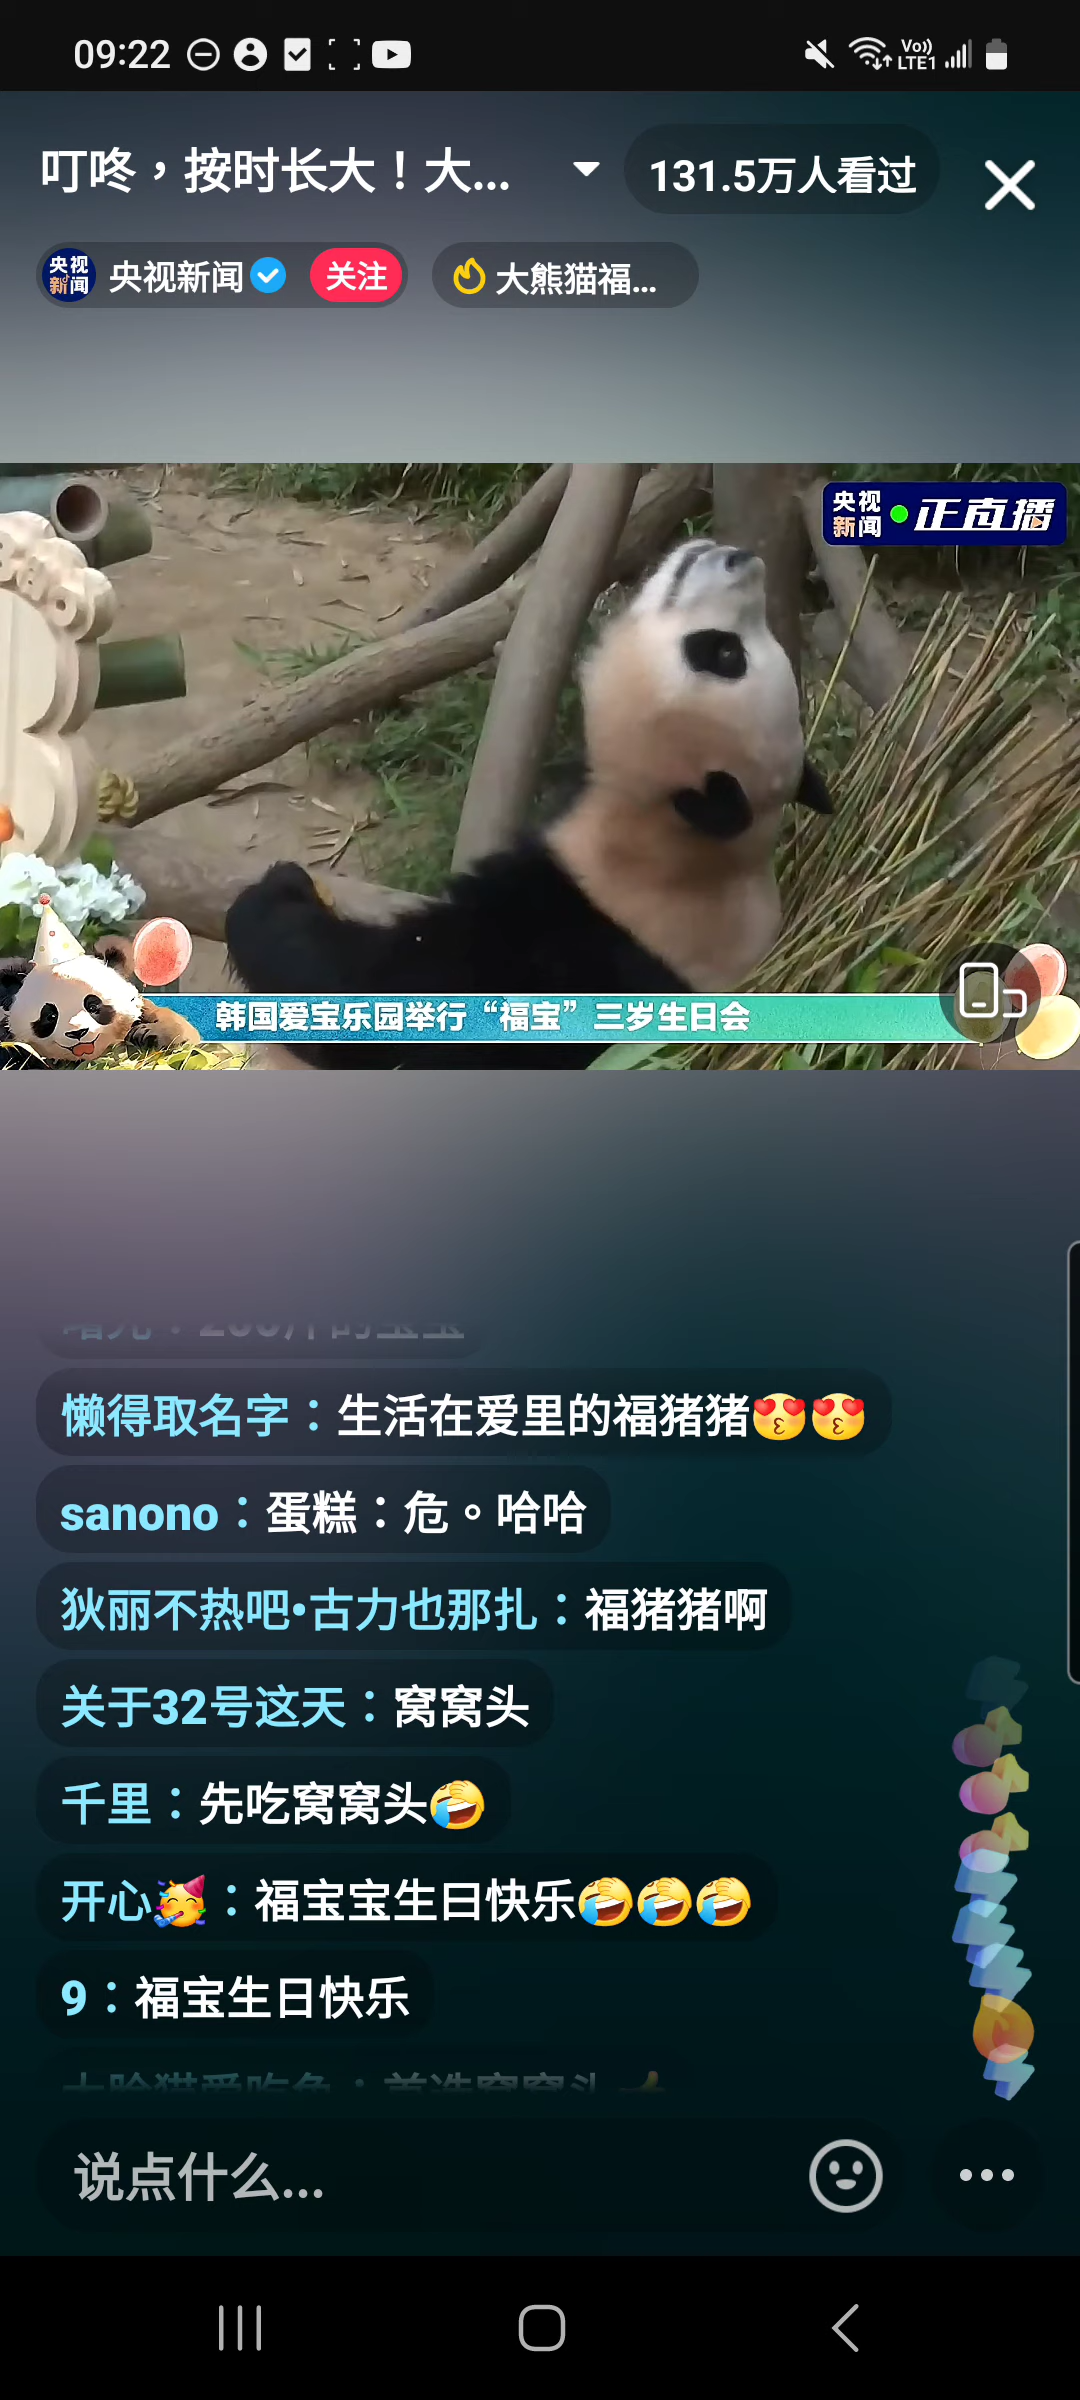 09:22
Vo))
LTE1
叮咚，按时长大！大...
131.5万人看过
央视
新闻
央视新闻
关注
大熊猫福...
央视
新闻
正直播
韩国爱宝乐园举行“福宝”三岁生日会
懒得取名字：生活在爱里的福猪猪😍😍
sanono：蛋糕：危。哈哈
狄丽不热吧•古力也那扎：福猪猪啊
关于32号这天：窝窝头
千里：先吃窝窝头🤣
开心🥳：福宝宝生日快乐🤣🤣🤣
9：福宝生日快乐
说点什么...